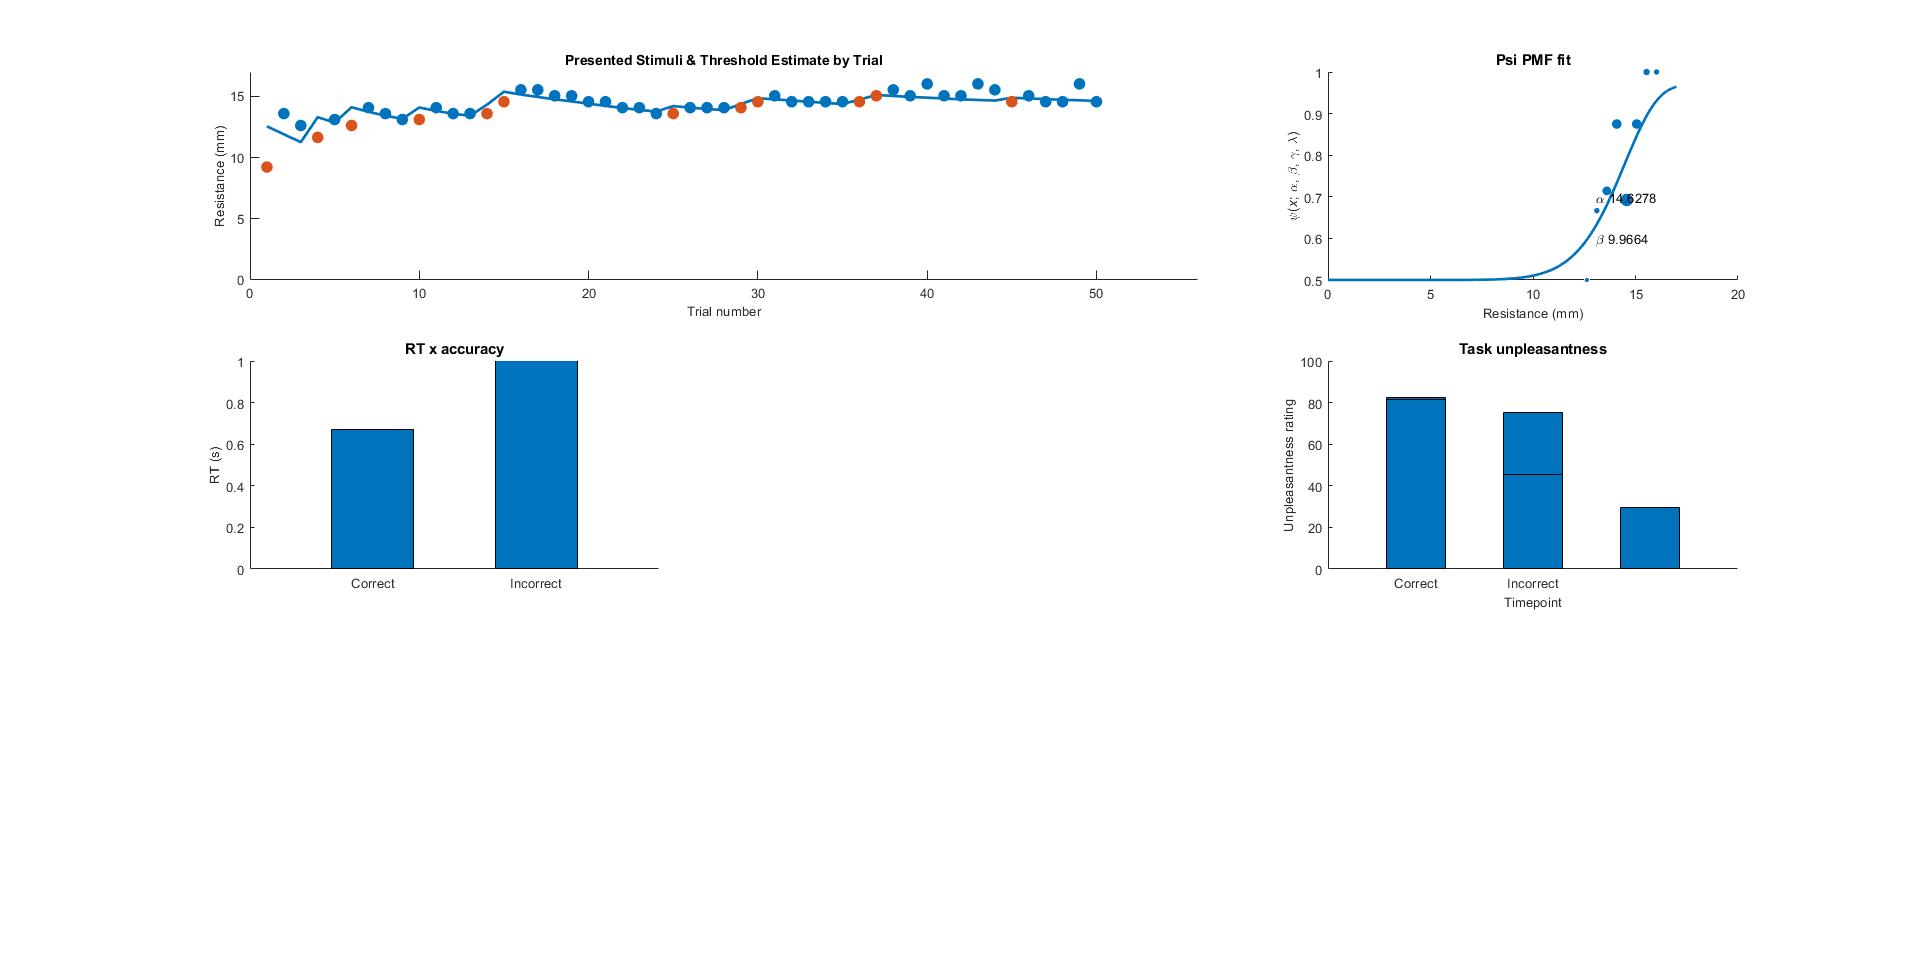 Presented Stimuli & Threshold Estimate by Trial
Resistance (mm)
15
10
5
0
0 10 20 30 40 50
Trial number
Psi PMF fit
ψ(x; α, β, γ, λ)
1
0.9
0.8
0.7
0.6
0.5
α 14.6278
β 9.9664
0 5 10 15 20
Resistance (mm)
RT x accuracy
RT (s)
1
0.8
0.6
0.4
0.2
0
Correct Incorrect
Task unpleasantness
Unpleasantness rating
100
80
60
40
20
0
Correct Incorrect
Timepoint